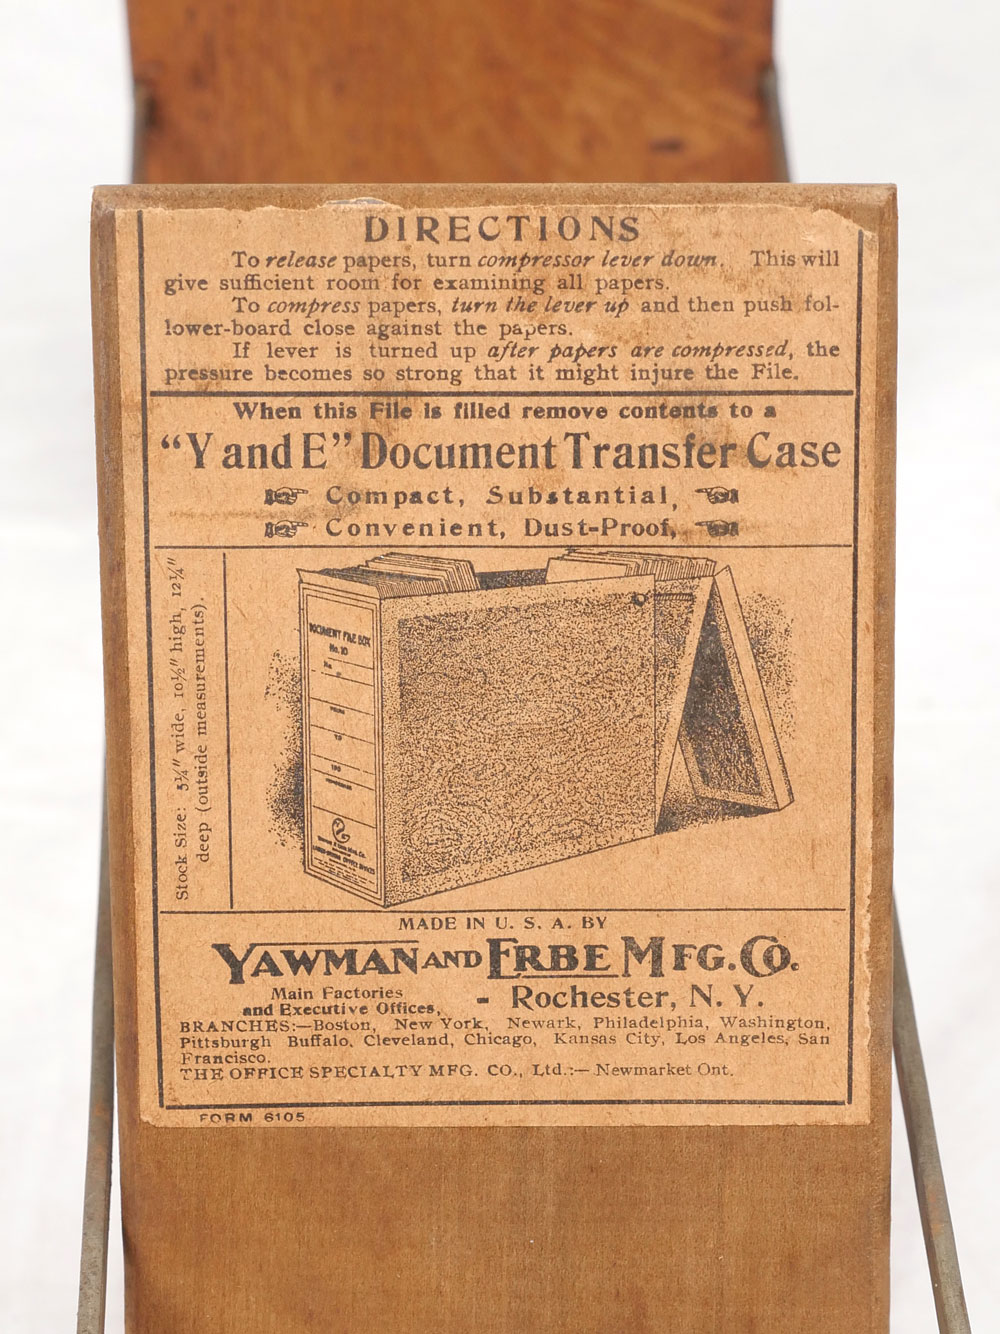 DIRECTIONS
To release papers, turn compressor lever down. This will
give sufficient room for examining all papers.
To compress papers, turn the lever up and then push fol-
lower-board close against the papers.
If lever is turned up after papers are compressed, the
pressure becomes so strong that it might injure the File.
When this File is filled remove contents to a
"Y and E" Document Transfer Case
Compact, Substantial,
Convenient, Dust-Proof,
Stock Size: 5¼" wide, 10½" high, 12¼"
deep (outside measurements).
DOCUMENT FILE BOX
No. 10
No.
FROM
TO
MADE IN U. S. A. BY
YAWMAN AND ERBE MFG. CO.
Main Factories
and Executive Offices,
- Rochester, N. Y.
BRANCHES:—Boston, New York, Newark, Philadelphia, Washington,
Pittsburgh Buffalo, Cleveland, Chicago, Kansas City, Los Angeles, San
Francisco.
THE OFFICE SPECIALTY MFG. CO., Ltd.:— Newmarket Ont.
FORM 6105